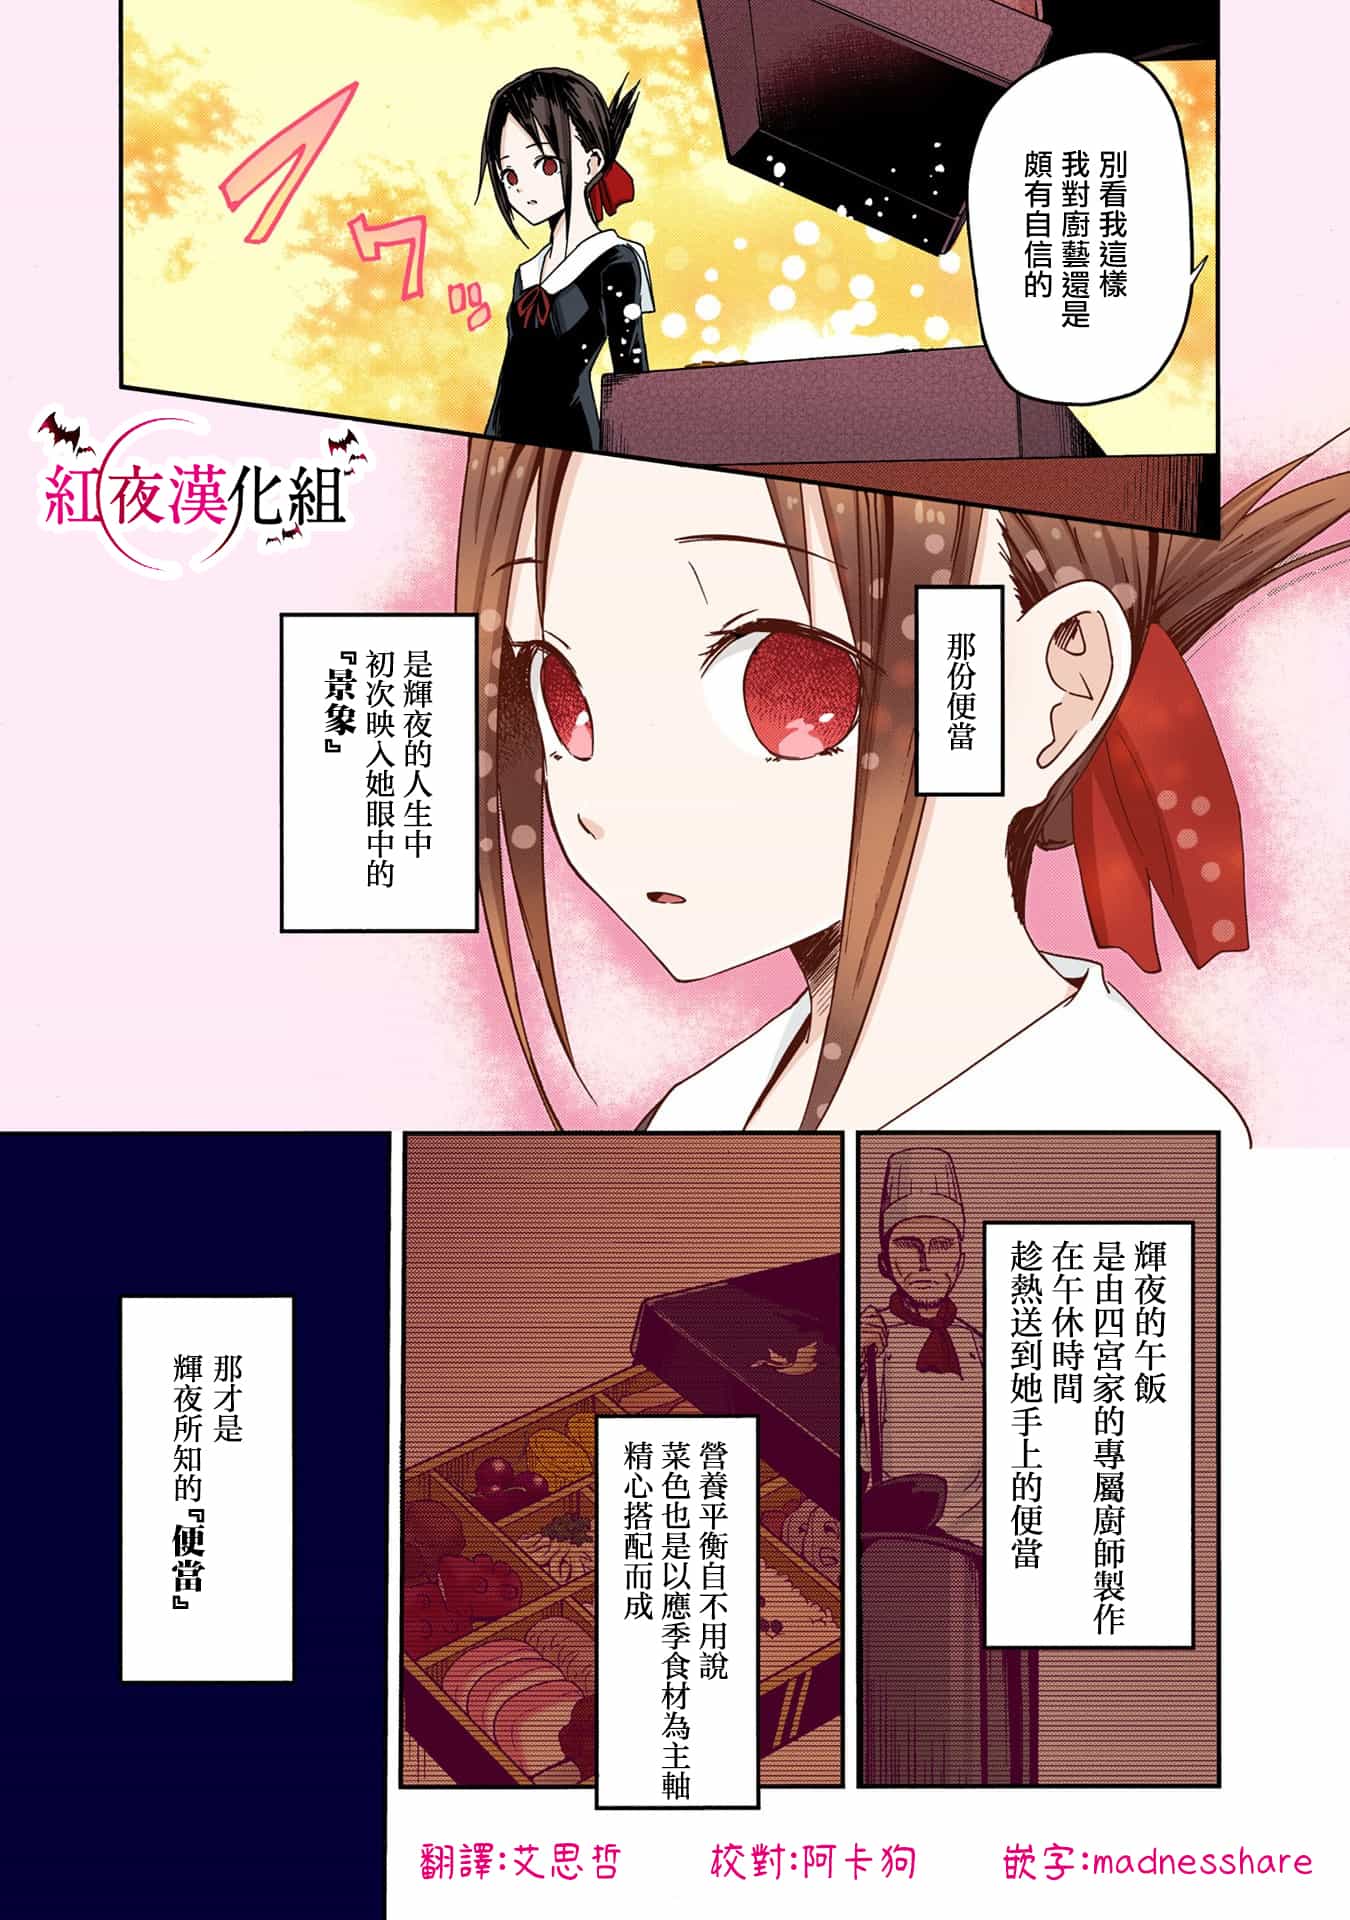 別看我這樣
我對廚藝還是
頗有自信的
フワァ…
紅夜漢化組
那份便當
是輝夜的人生中
初次映入她眼中的
『景象』
輝夜的午飯
是由四宮家的專屬廚師製作
在午休時間
趁熱送到她手上的便當
營養平衡自不用說
菜色也是以應季食材為主軸
精心搭配而成
那才是
輝夜所知的『便當』
翻譯:艾思哲
校對:阿卡狗
嵌字:madnesshare